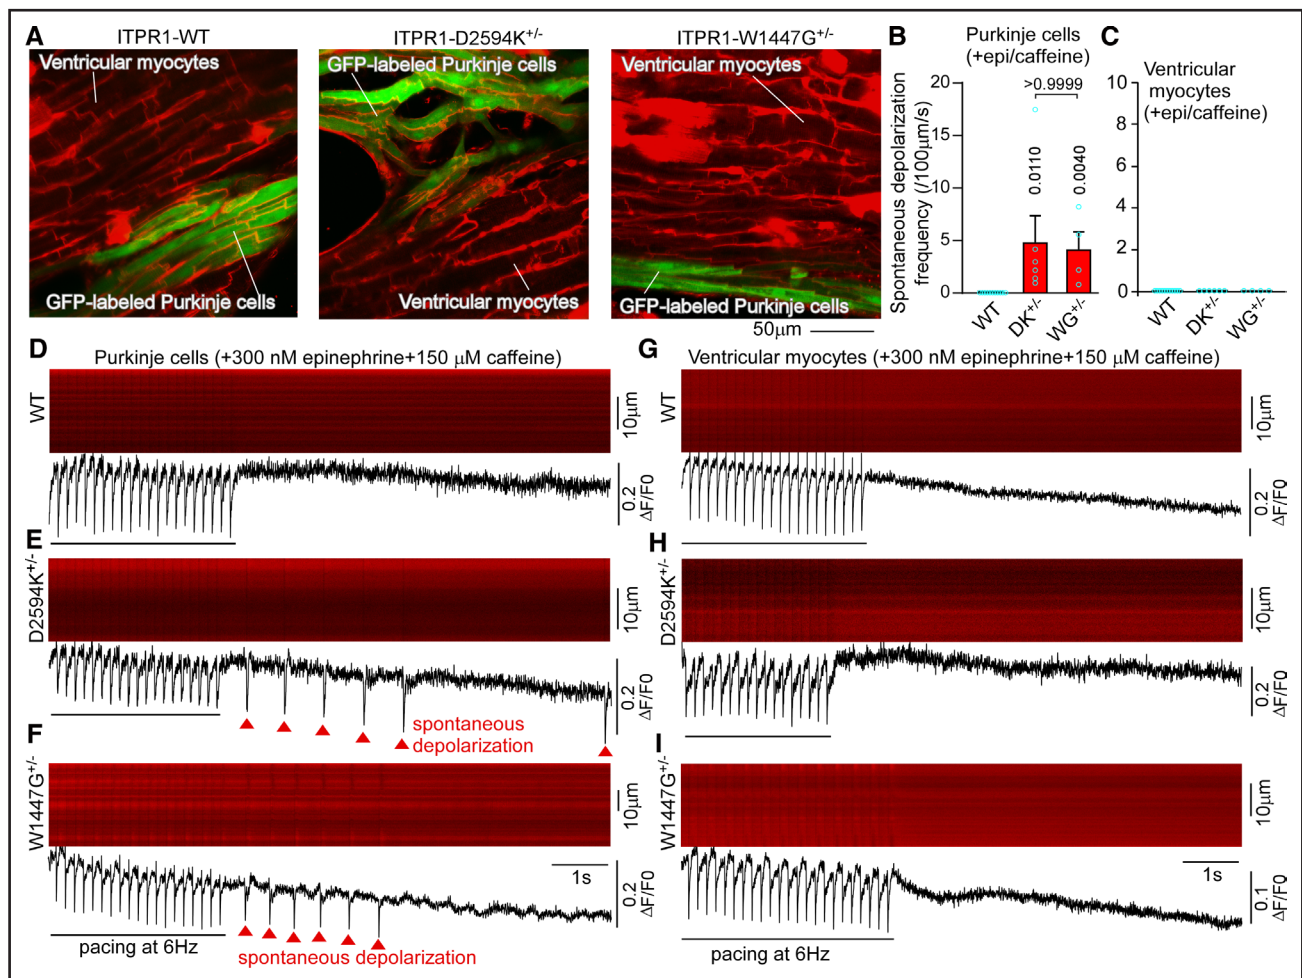 A
ITPR1-WT
ITPR1-D2594K+/-
ITPR1-W1447G+/-
Ventricular myocytes
GFP-labeled Purkinje cells
GFP-labeled Purkinje cells
Ventricular myocytes
Ventricular myocytes
GFP-labeled Purkinje cells
50μm
B
Purkinje cells
(+epi/caffeine)
Spontaneous depolarization
frequency (/100μm/s)
20
15
10
5
0
>0.9999
0.0110
0.0040
WT
DK+/-
WG+/-
C
Ventricular
myocytes
(+epi/caffeine)
10
8
6
4
2
0
WT
DK+/-
WG+/-
D
Purkinje cells (+300 nM epinephrine+150 μM caffeine)
WT
10μm
0.2
ΔF/F0
E
D2594K+/-
10μm
0.2
ΔF/F0
spontaneous
depolarization
F
W1447G+/-
10μm
1s
0.2
ΔF/F0
pacing at 6Hz
spontaneous depolarization
G
Ventricular myocytes (+300 nM epinephrine+150 μM caffeine)
WT
10μm
0.2
ΔF/F0
H
D2594K+/-
10μm
0.2
ΔF/F0
I
W1447G+/-
10μm
1s
0.1
ΔF/F0
pacing at 6Hz